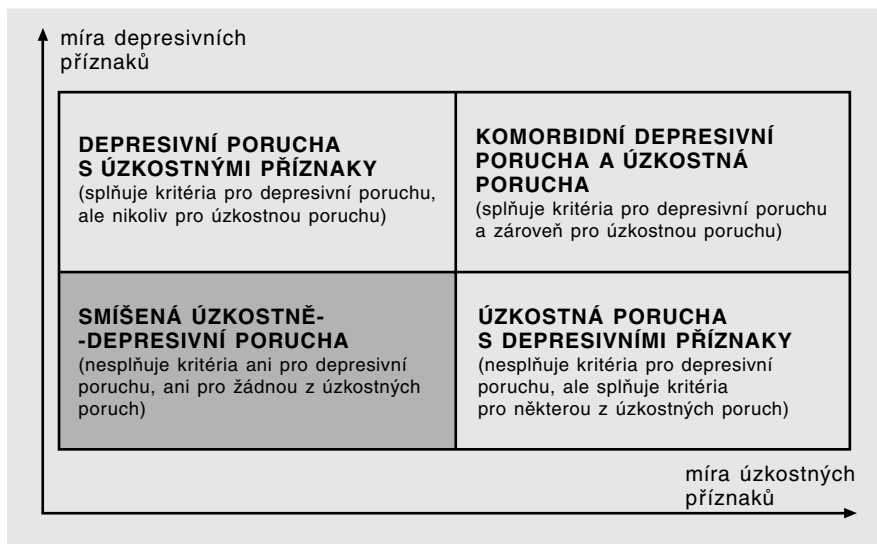 míra depresivních
příznaků
DEPRESIVNÍ PORUCHA
S ÚZKOSTNÝMI PŘÍZNAKY
(splňuje kritéria pro depresivní poruchu,
ale nikoliv pro úzkostnou poruchu)
KOMORBIDNÍ DEPRESIVNÍ
PORUCHA A ÚZKOSTNÁ
PORUCHA
(splňuje kritéria pro depresivní poruchu
a zároveň pro úzkostnou poruchu)
SMÍŠENÁ ÚZKOSTNĚ-
-DEPRESIVNÍ PORUCHA
(nesplňuje kritéria ani pro depresivní
poruchu, ani pro žádnou z úzkostných
poruch)
ÚZKOSTNÁ PORUCHA
S DEPRESIVNÍMI PŘÍZNAKY
(nesplňuje kritéria pro depresivní
poruchu, ale splňuje kritéria
pro některou z úzkostných poruch)
míra úzkostných
příznaků